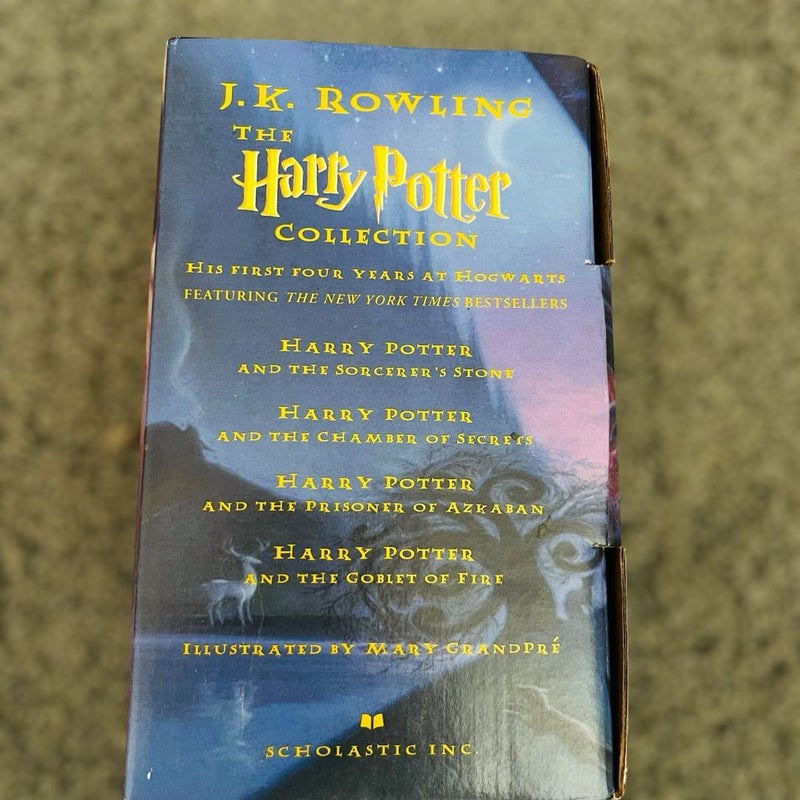 J.K. ROWLING
THE
Harry Potter
COLLECTION
HIS FIRST FOUR YEARS AT HOGWARTS
FEATURING THE NEW YORK TIMES BESTSELLERS
HARRY POTTER
AND THE SORCERER'S STONE
HARRY POTTER
AND THE CHAMBER OF SECRETS
HARRY POTTER
AND THE PRISONER OF AZKABAN
HARRY POTTER
AND THE GOBLET OF FIRE
ILLUSTRATED BY MARY GRANDPRÉ
SCHOLASTIC INC.